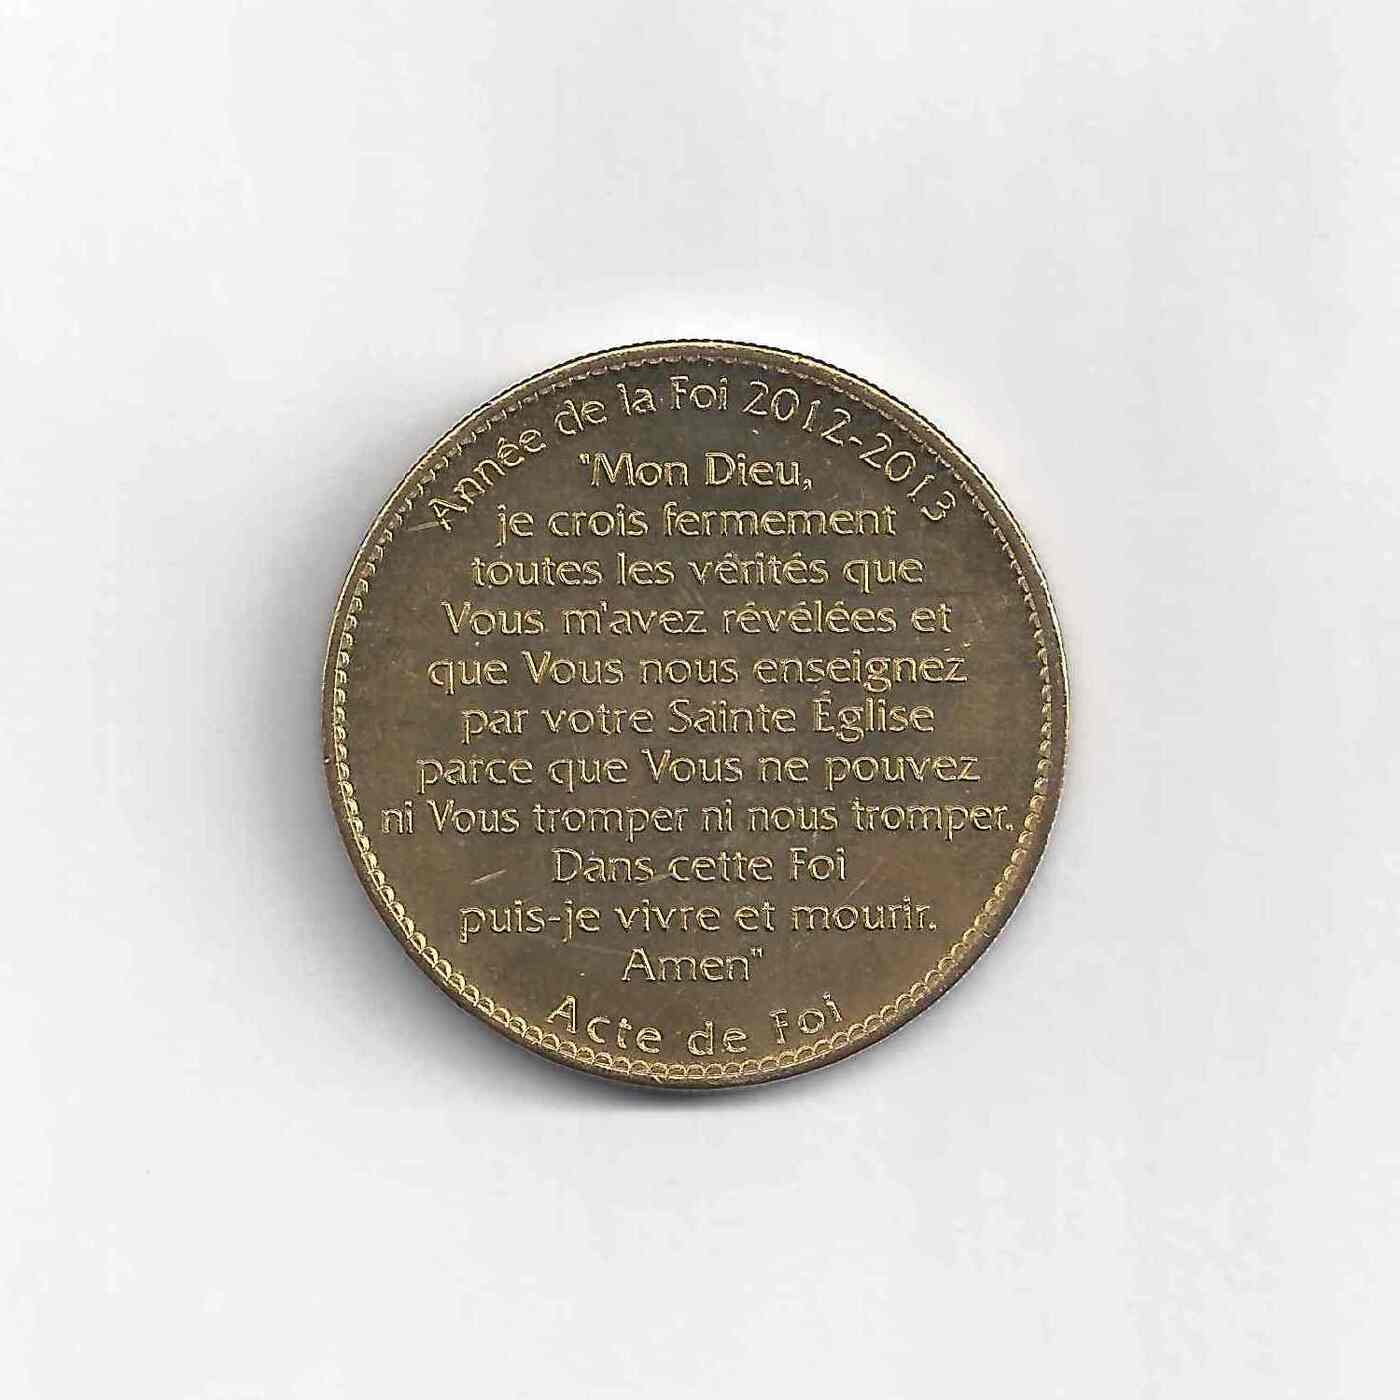 Année de la Foi 2012-2013
"Mon Dieu,
je crois fermement
toutes les vérités que
Vous m'avez révélées et
que Vous nous enseignez
par votre Sainte Église
parce que Vous ne pouvez
ni Vous tromper ni nous tromper.
Dans cette Foi
puis-je vivre et mourir.
Amen"
Acte de Foi